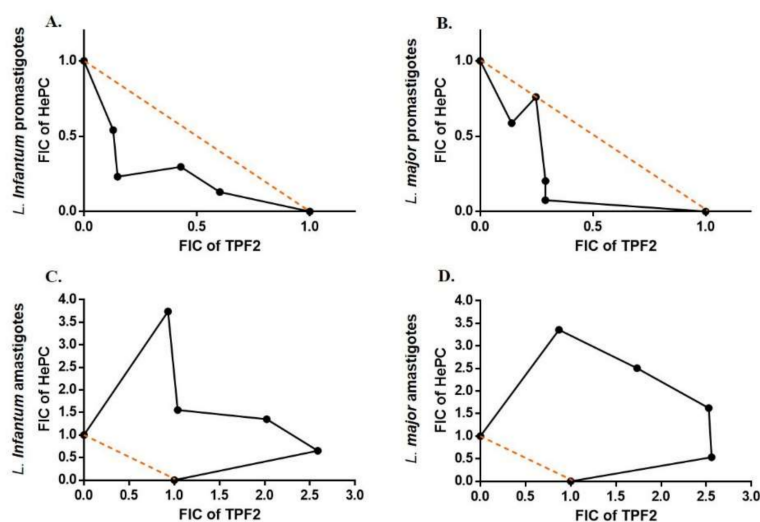 A.
L. Infantum promastigotes
FIC of HePC
1.0
0.5
0.0
0.0 0.5 1.0
FIC of TPF2
B.
L. major promastigotes
FIC of HePC
1.0
0.5
0.0
0.0 0.5 1.0
FIC of TPF2
C.
L. Infantum amastigotes
FIC of HePC
4.0
3.5
3.0
2.5
2.0
1.5
1.0
0.5
0.0
0.0 0.5 1.0 1.5 2.0 2.5 3.0
FIC of TPF2
D.
L. major amastigotes
FIC of HePC
4.0
3.5
3.0
2.5
2.0
1.5
1.0
0.5
0.0
0.0 0.5 1.0 1.5 2.0 2.5 3.0
FIC of TPF2